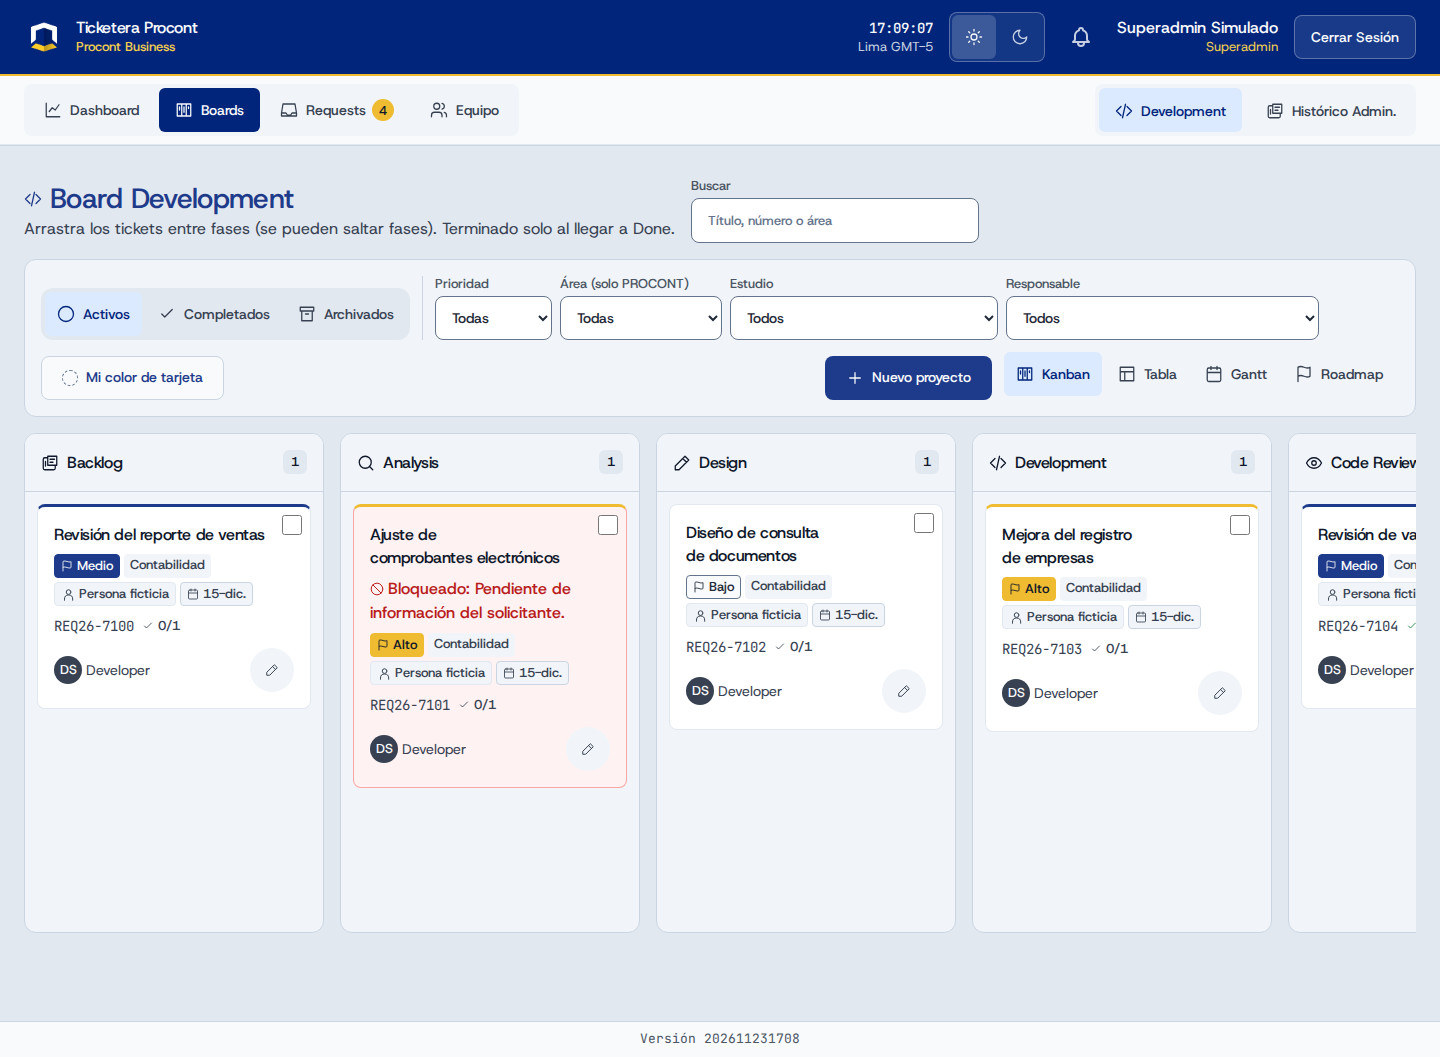 Ticketera Procont
Procont Business
17:09:07
Lima GMT-5
Superadmin Simulado
Superadmin
Cerrar Sesión
Dashboard
Boards
Requests 4
Equipo
Development
Histórico Admin.
Board Development
Arrastra los tickets entre fases (se pueden saltar fases). Terminado solo al llegar a Done.
Buscar
Título, número o área
Activos
Completados
Archivados
Prioridad
Todas
Área (solo PROCONT)
Todas
Estudio
Todos
Responsable
Todos
Mi color de tarjeta
Nuevo proyecto
Kanban
Tabla
Gantt
Roadmap
Backlog 1
Revisión del reporte de ventas
Medio Contabilidad
Persona ficticia 15-dic.
REQ26-7100 0/1
DS Developer
Analysis 1
Ajuste de
comprobantes electrónicos
Bloqueado: Pendiente de
información del solicitante.
Alto Contabilidad
Persona ficticia 15-dic.
REQ26-7101 0/1
DS Developer
Design 1
Diseño de consulta
de documentos
Bajo Contabilidad
Persona ficticia 15-dic.
REQ26-7102 0/1
DS Developer
Development 1
Mejora del registro
de empresas
Alto Contabilidad
Persona ficticia 15-dic.
REQ26-7103 0/1
DS Developer
Code Review
Revisión de va
Medio Con
Persona ficti
REQ26-7104
DS Developer
Versión 202611231708